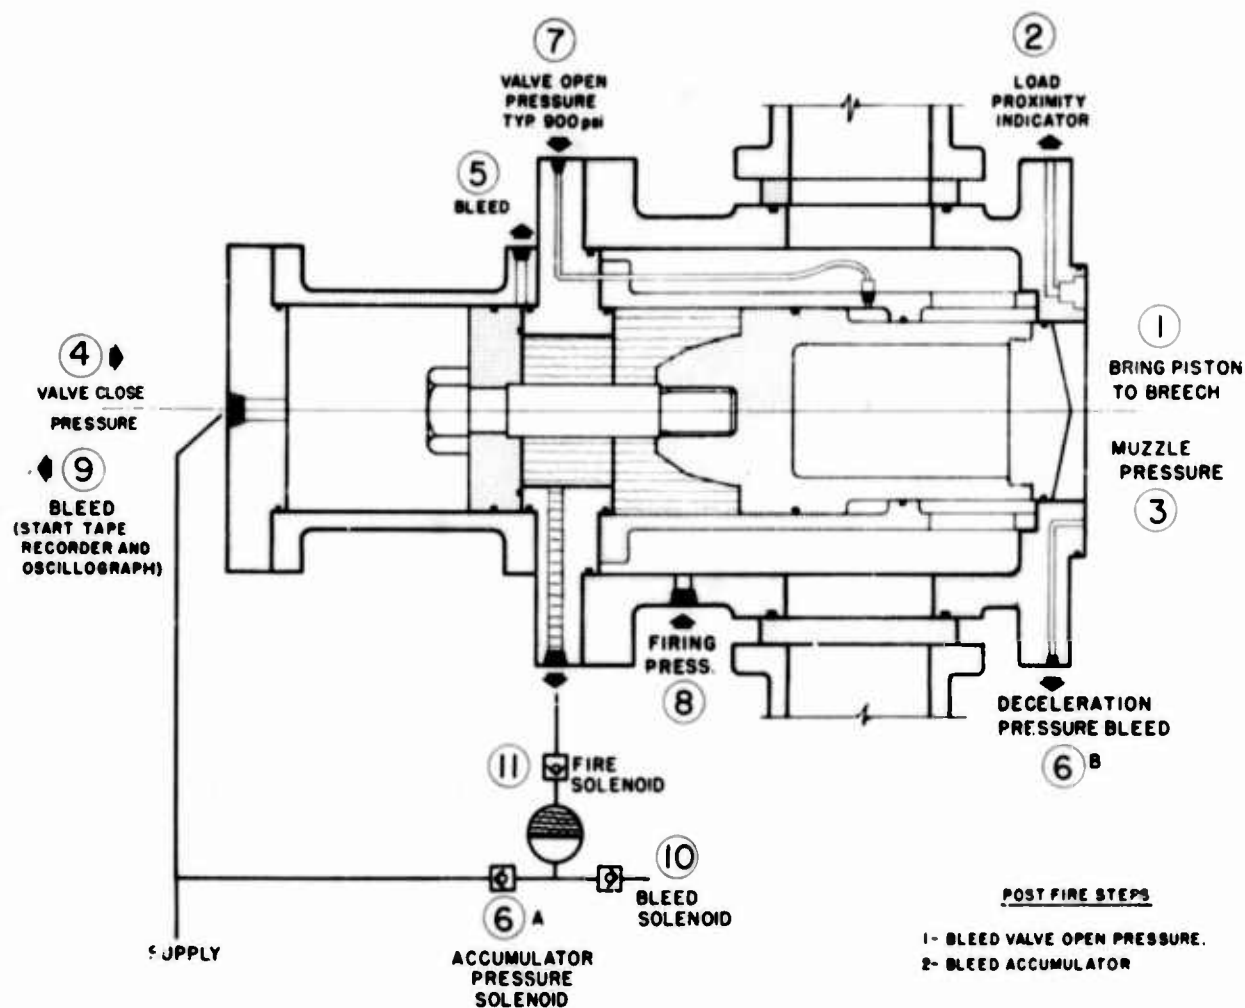 7
VALVE OPEN
PRESSURE
TYP 900 psi
2
LOAD
PROXIMITY
INDICATOR
5
BLEED
4
VALVE CLOSE
PRESSURE
9
BLEED
(START TAPE
RECORDER AND
OSCILLOGRAPH)
1
BRING PISTON
TO BREECH
MUZZLE
PRESSURE
3
FIRING
PRESS.
8
DECELERATION
PRESSURE BLEED
6 B
11
FIRE
SOLENOID
10
BLEED
SOLENOID
6 A
ACCUMULATOR
PRESSURE
SOLENOID
SUPPLY
POST FIRE STEPS
1- BLEED VALVE OPEN PRESSURE.
2- BLEED ACCUMULATOR